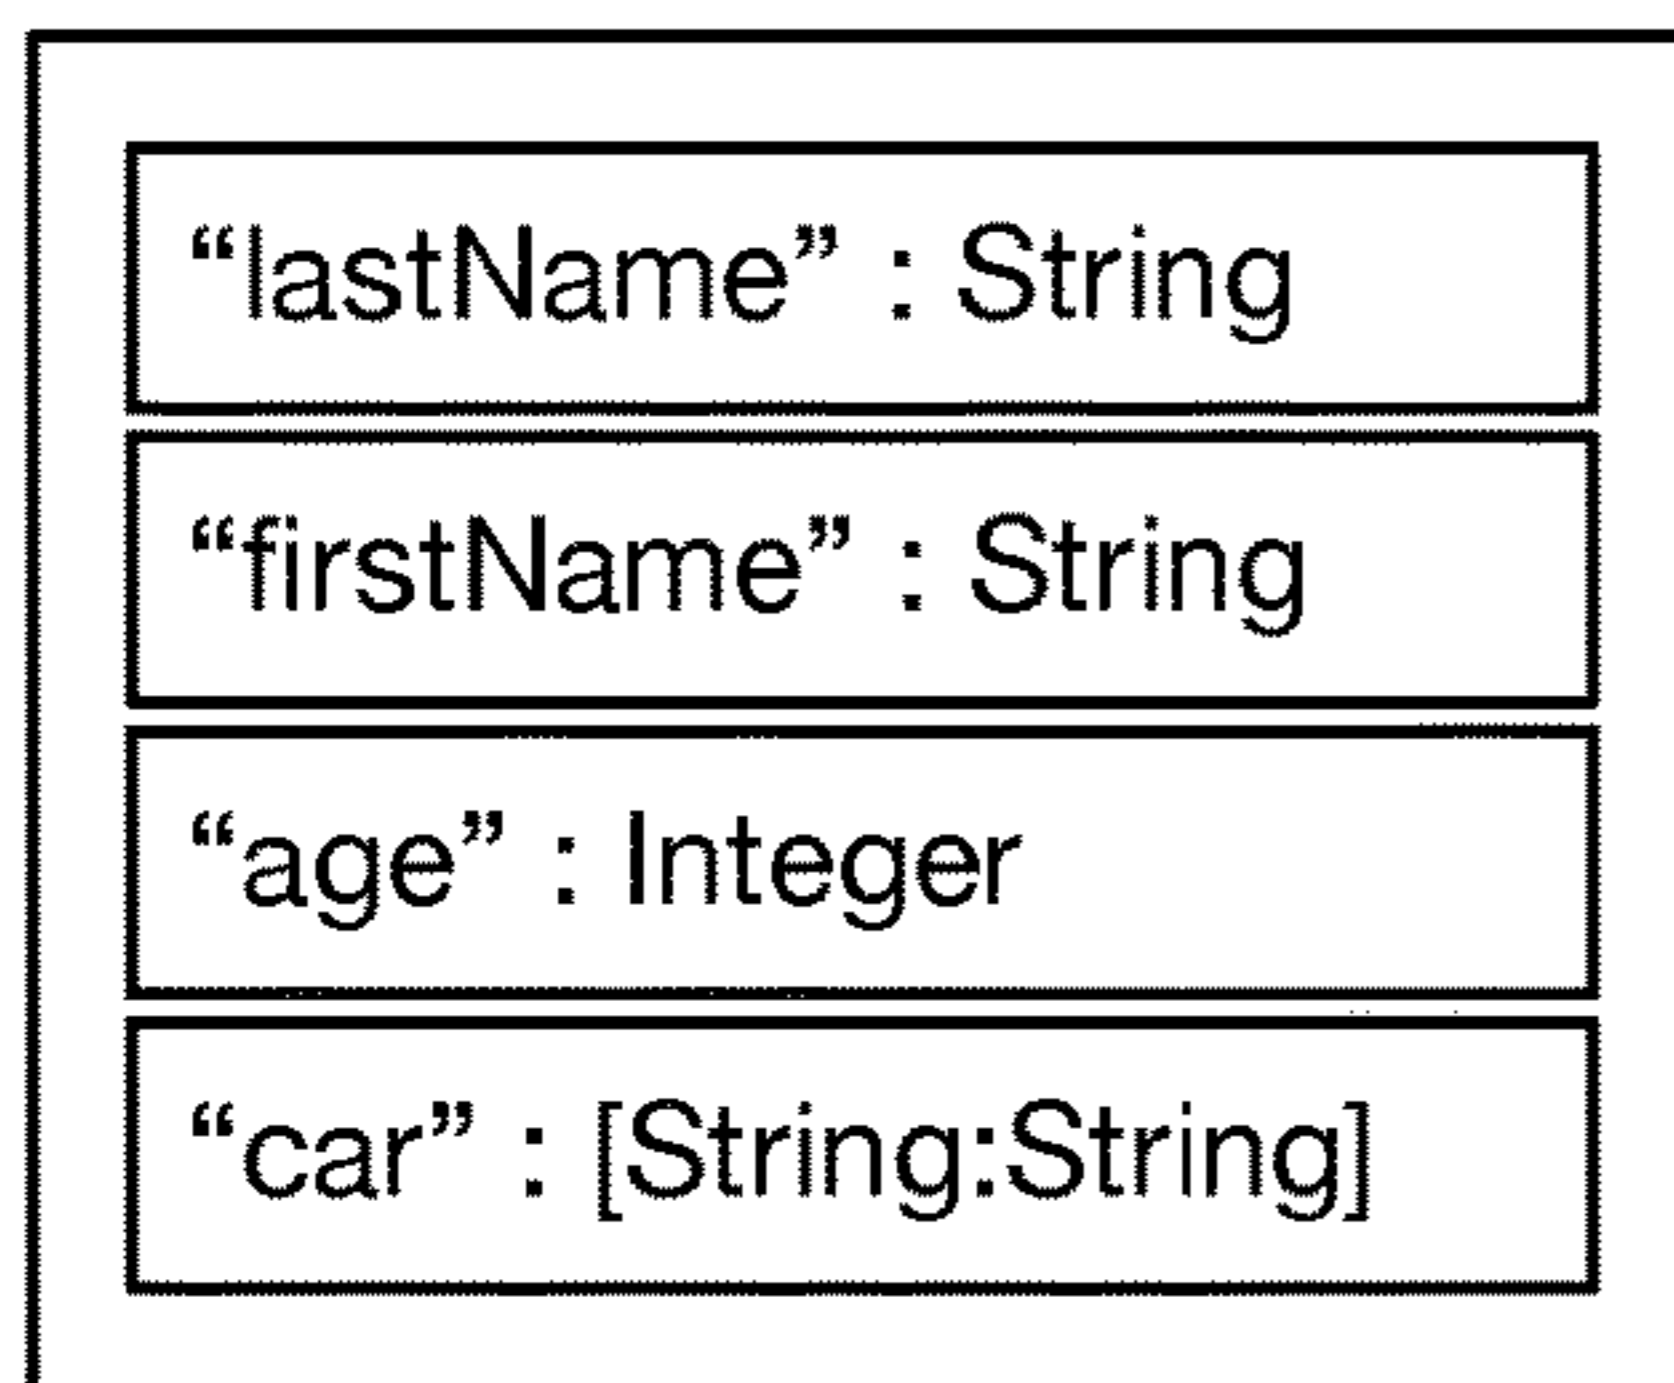 “lastName” : String
“firstName” : String
“age” : Integer
“car” : [String:String]